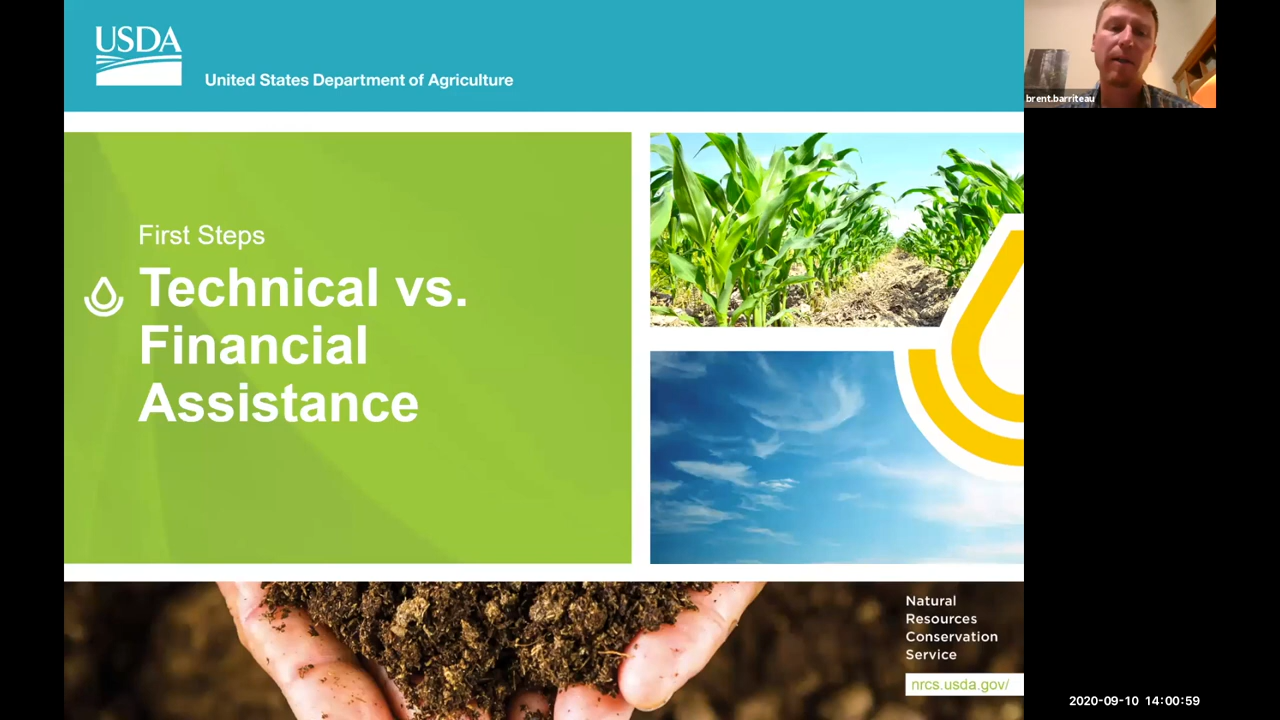 USDA
United States Department of Agriculture
brent.barriteau
First Steps
Technical vs.
Financial
Assistance
Natural
Resources
Conservation
Service
nrcs.usda.gov/
2020-09-10 14:00:59